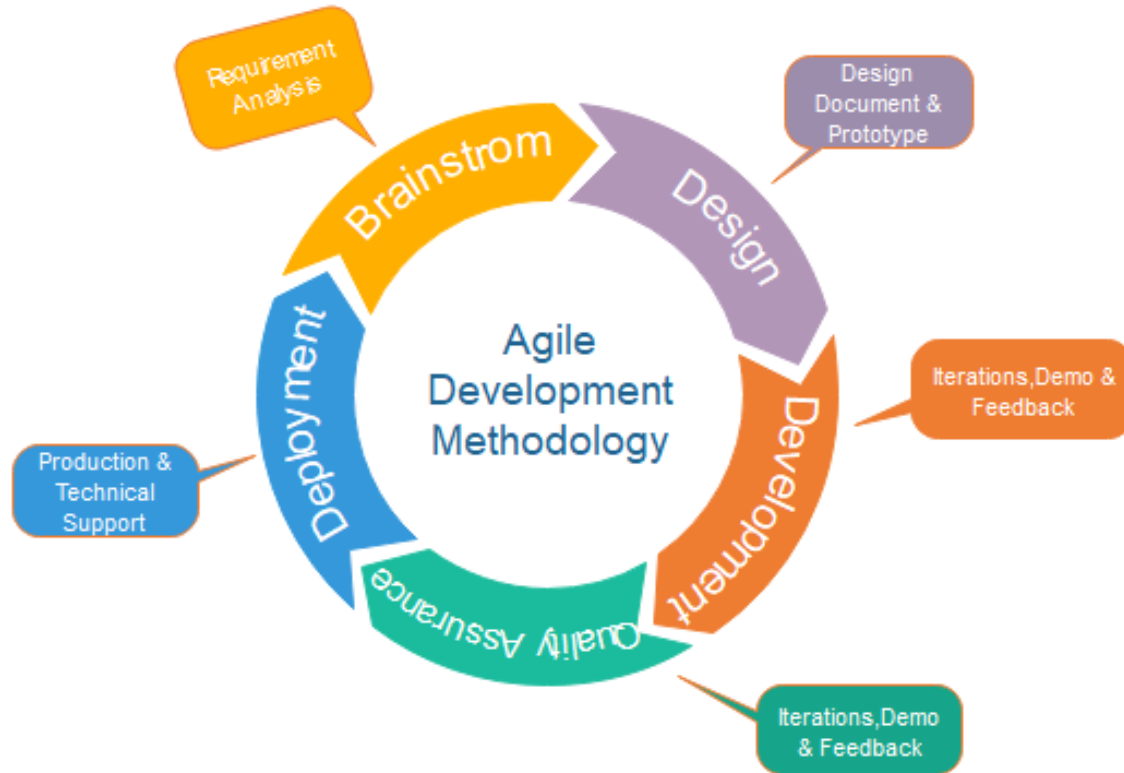 Requirement
Analysis
Brainstrom
Design
Document &
Prototype
Design
Iterations,Demo &
Feedback
Development
Agile
Development
Methodology
Deployment
Production &
Technical
Support
Quality Assurance
Iterations,Demo
& Feedback